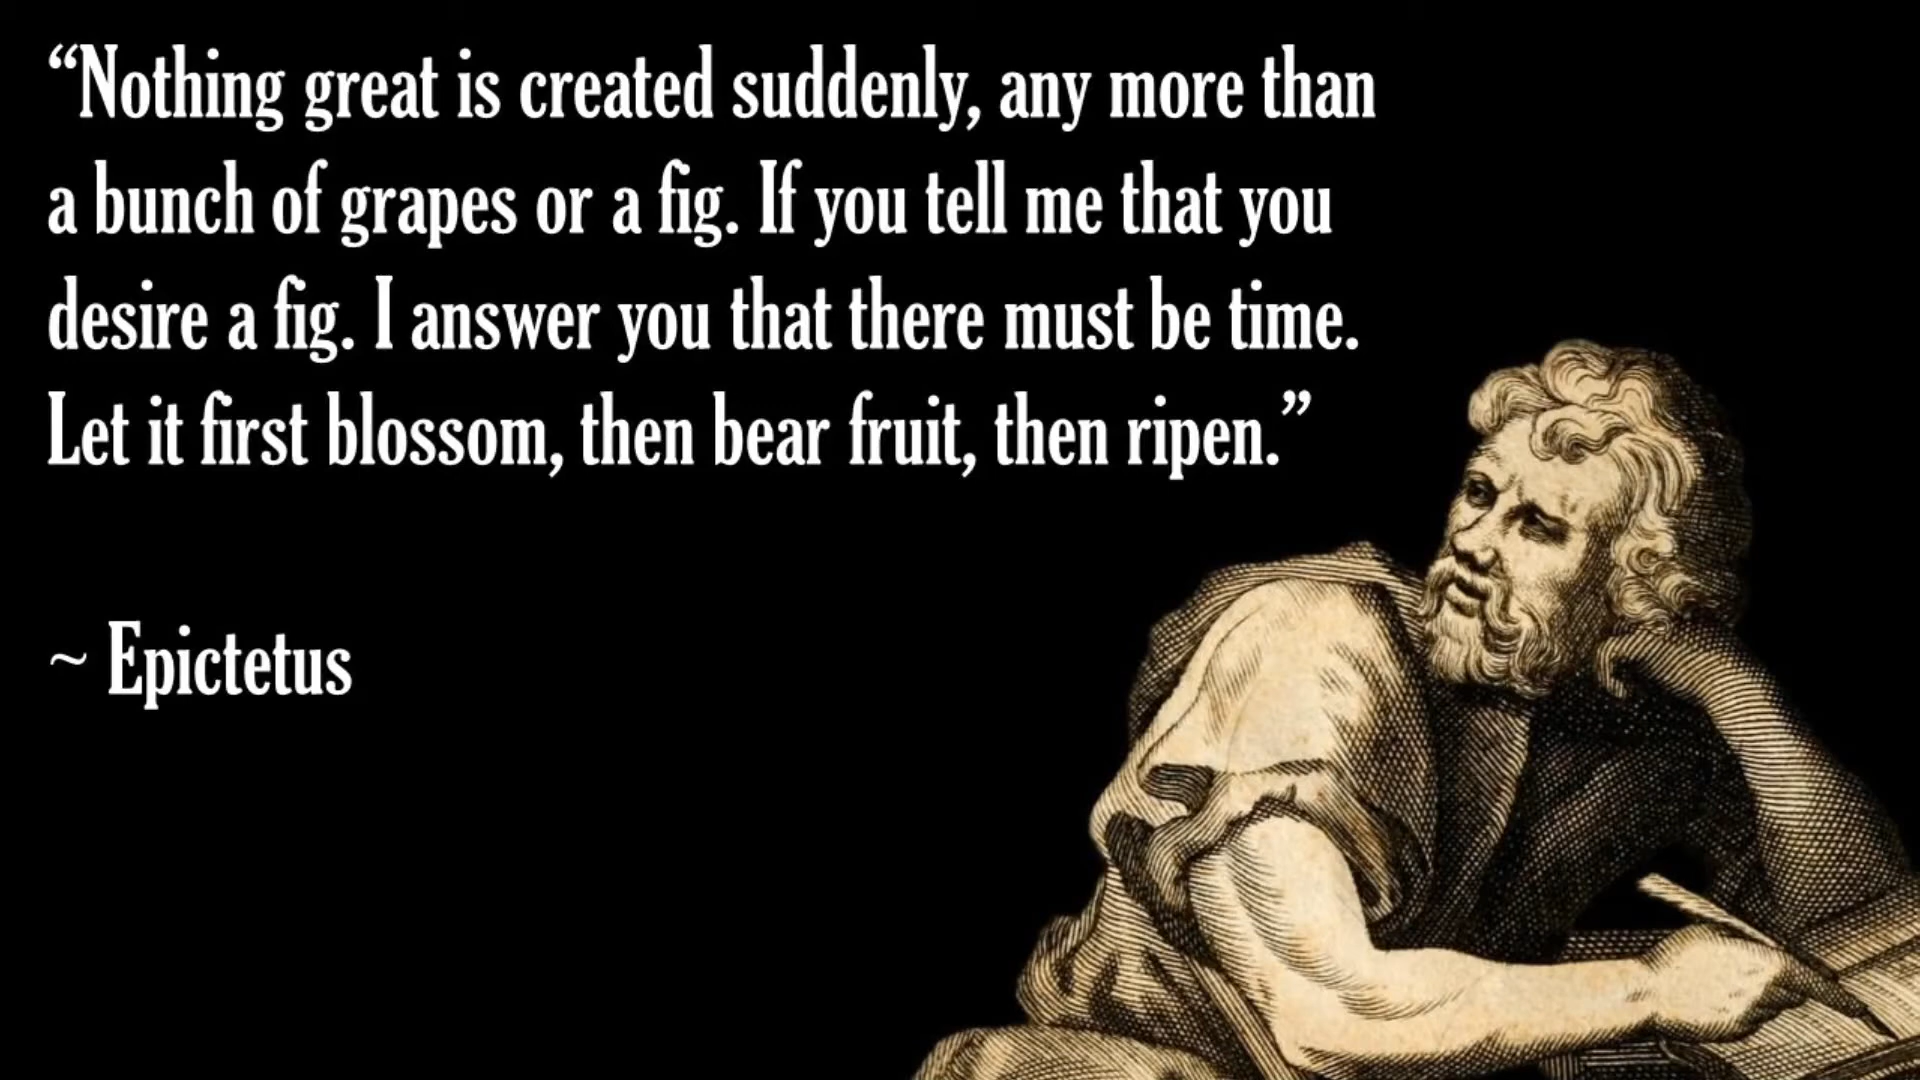 “Nothing great is created suddenly, any more than
a bunch of grapes or a fig. If you tell me that you
desire a fig. I answer you that there must be time.
Let it first blossom, then bear fruit, then ripen.”
~ Epictetus